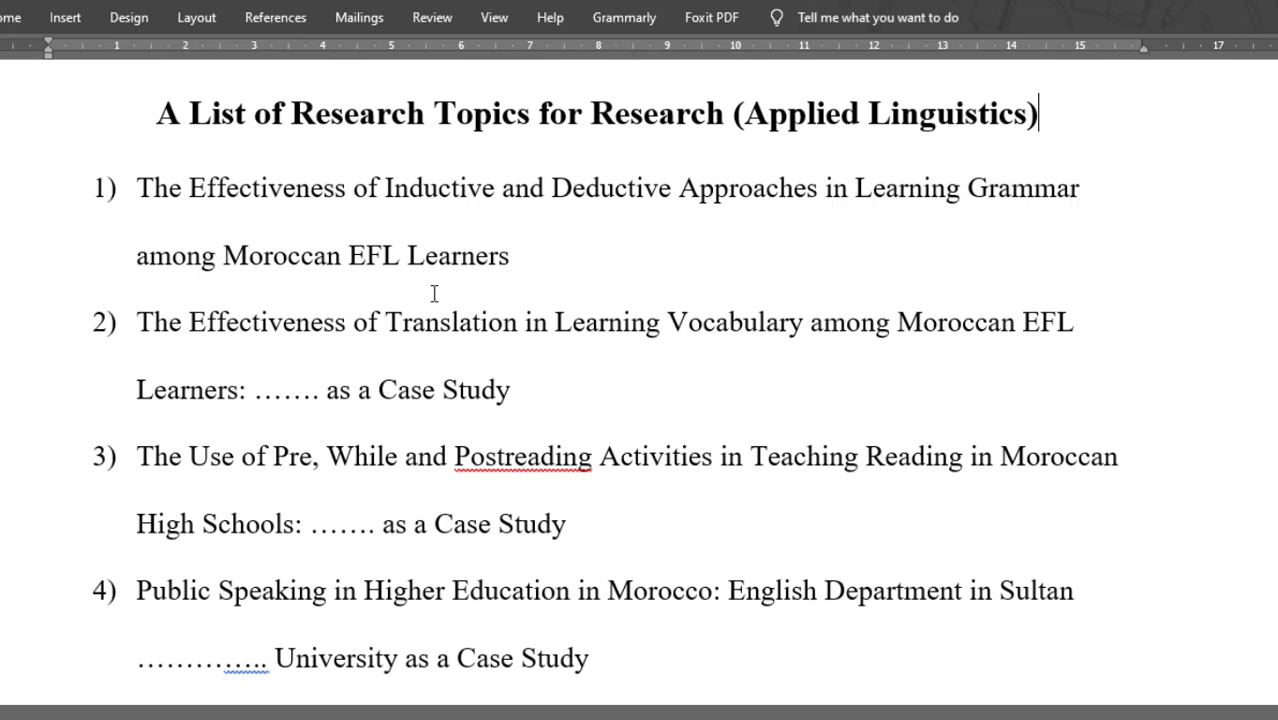 ome Insert Design Layout References Mailings Review View Help Grammarly Foxit PDF Tell me what you want to do
1 2 3 4 5 6 7 8 9 10 11 12 13 14 15 17
A List of Research Topics for Research (Applied Linguistics)
1) The Effectiveness of Inductive and Deductive Approaches in Learning Grammar
among Moroccan EFL Learners
2) The Effectiveness of Translation in Learning Vocabulary among Moroccan EFL
Learners: ……. as a Case Study
3) The Use of Pre, While and Postreading Activities in Teaching Reading in Moroccan
High Schools: ……. as a Case Study
4) Public Speaking in Higher Education in Morocco: English Department in Sultan
………….. University as a Case Study